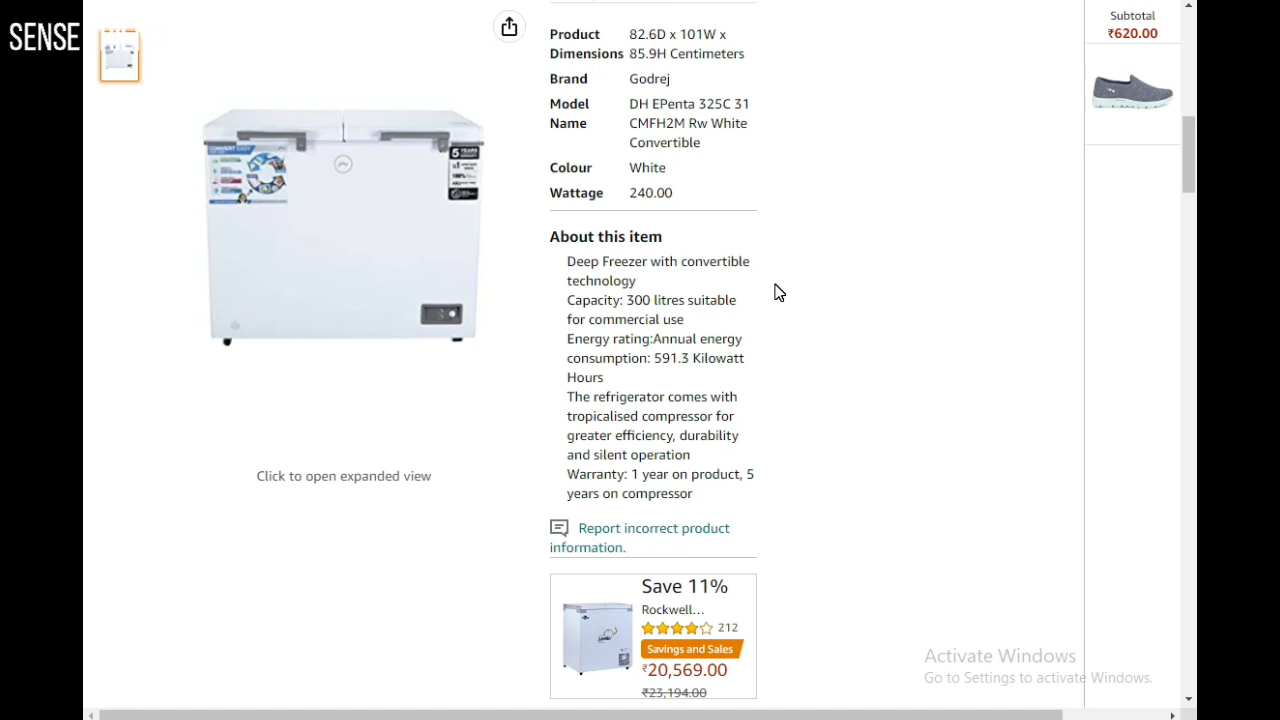 SENSE
Product 82.6D x 101W x
Dimensions 85.9H Centimeters
Brand Godrej
Model DH EPenta 325C 31
Name CMFH2M Rw White
Convertible
Colour White
Wattage 240.00
About this item
Deep Freezer with convertible
technology
Capacity: 300 litres suitable
for commercial use
Energy rating:Annual energy
consumption: 591.3 Kilowatt
Hours
The refrigerator comes with
tropicalised compressor for
greater efficiency, durability
and silent operation
Warranty: 1 year on product, 5
years on compressor
Report incorrect product
information.
Click to open expanded view
Save 11%
Rockwell...
212
Savings and Sales
₹20,569.00
₹23,194.00
Subtotal
₹620.00
5 YEARS
Activate Windows
Go to Settings to activate Windows.